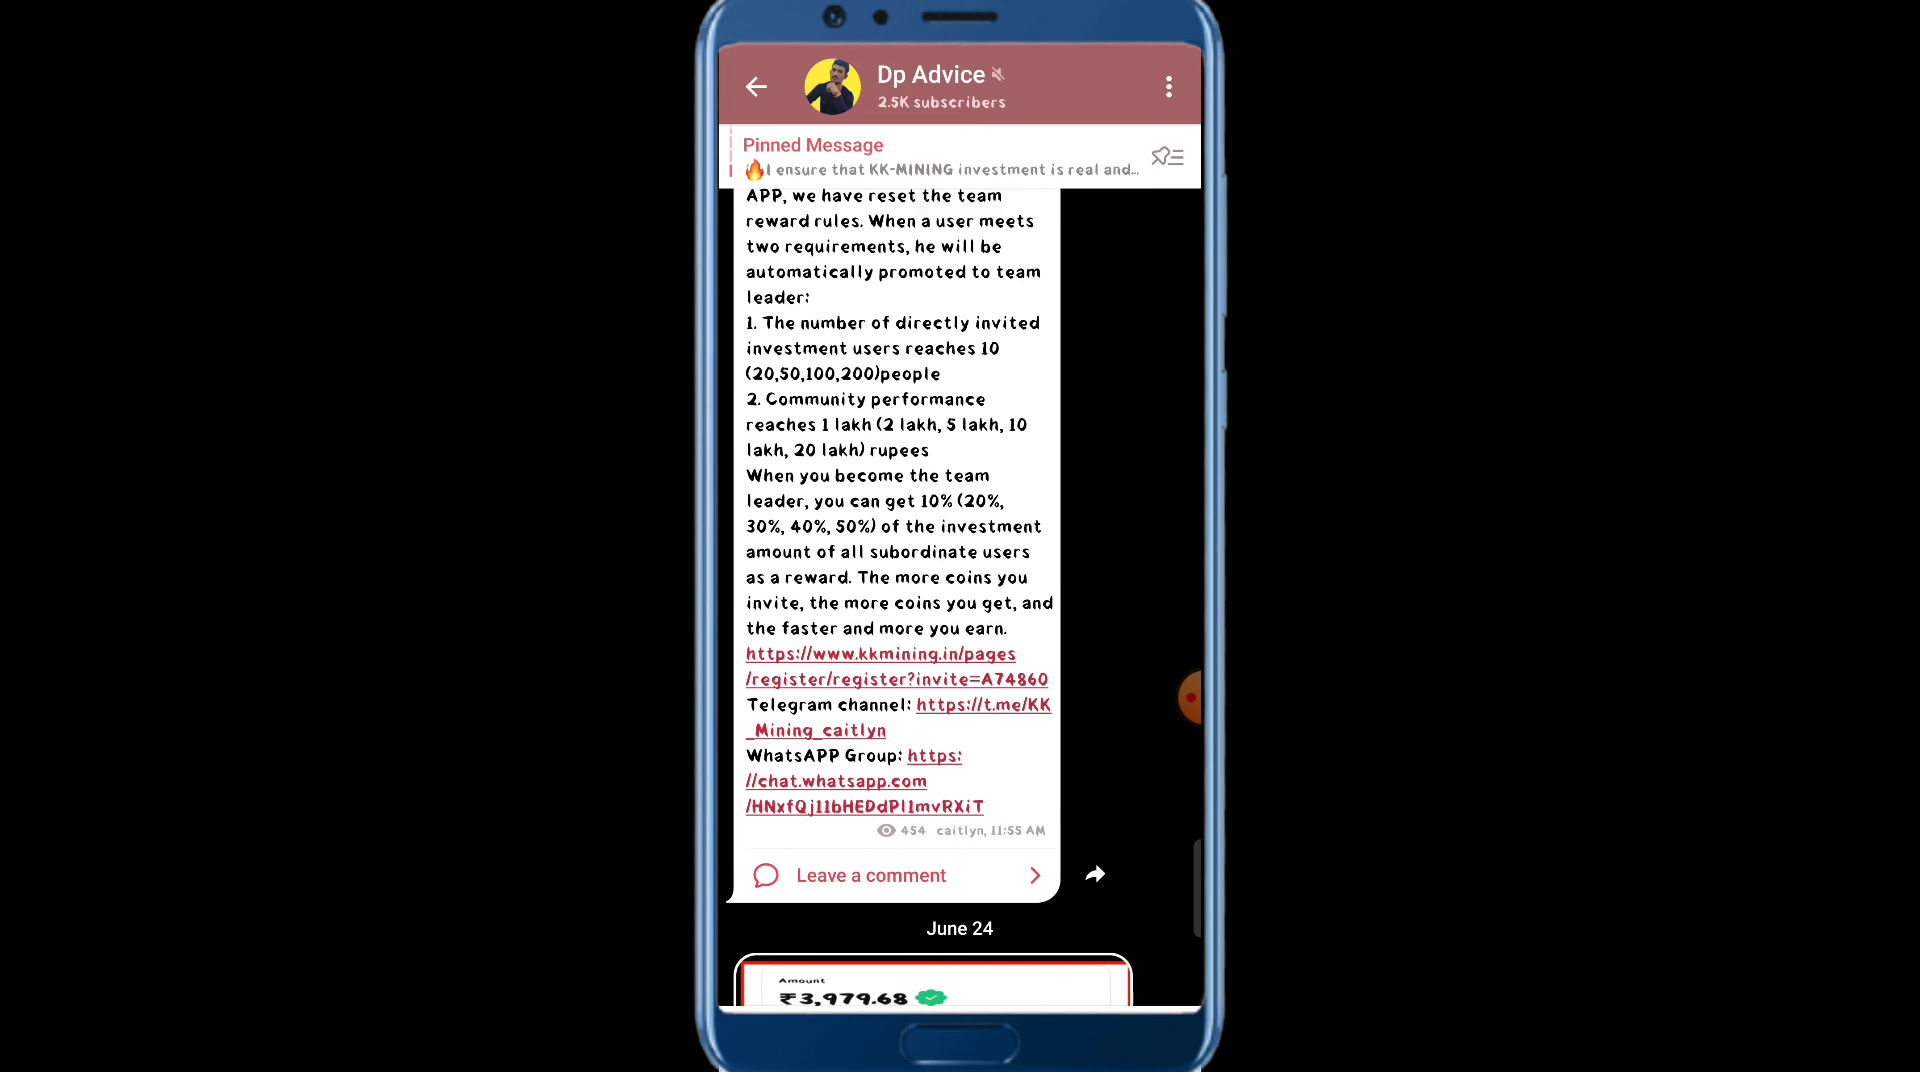 Dp Advice
2.5K subscribers
Pinned Message
🔥I ensure that KK-MINING investment is real and...
APP, we have reset the team
reward rules. When a user meets
two requirements, he will be
automatically promoted to team
leader:
1. The number of directly invited
investment users reaches 10
(20,50,100,200)people
2. Community performance
reaches 1 lakh (2 lakh, 5 lakh, 10
lakh, 20 lakh) rupees
When you become the team
leader, you can get 10% (20%,
30%, 40%, 50%) of the investment
amount of all subordinate users
as a reward. The more coins you
invite, the more coins you get, and
the faster and more you earn.
https://www.kkmining.in/pages
/register/register?invite=A74860
Telegram channel: https://t.me/KK
_Mining_caitlyn
WhatsAPP Group: https:
//chat.whatsapp.com
/HNxfQj11bHEDdPl1mvRXiT
454 caitlyn, 11:55 AM
Leave a comment
June 24
Amount
₹3,979.68